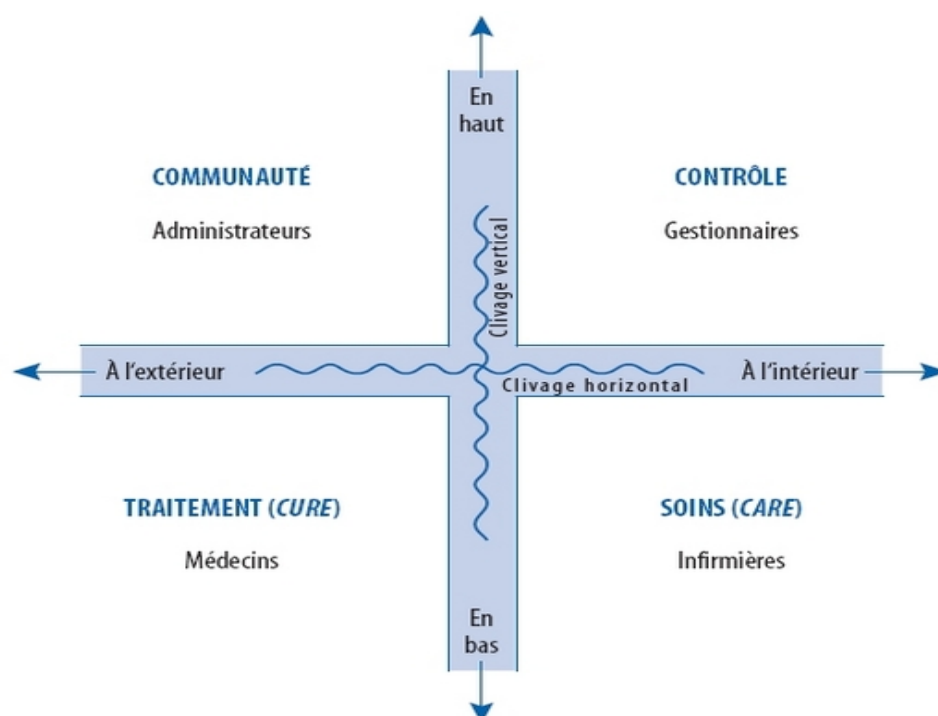 En
haut
COMMUNAUTÉ
CONTRÔLE
Administrateurs
Gestionnaires
Clivage vertical
À l'extérieur
À l'intérieur
Clivage horizontal
TRAITEMENT (CURE)
SOINS (CARE)
Médecins
Infirmières
En
bas